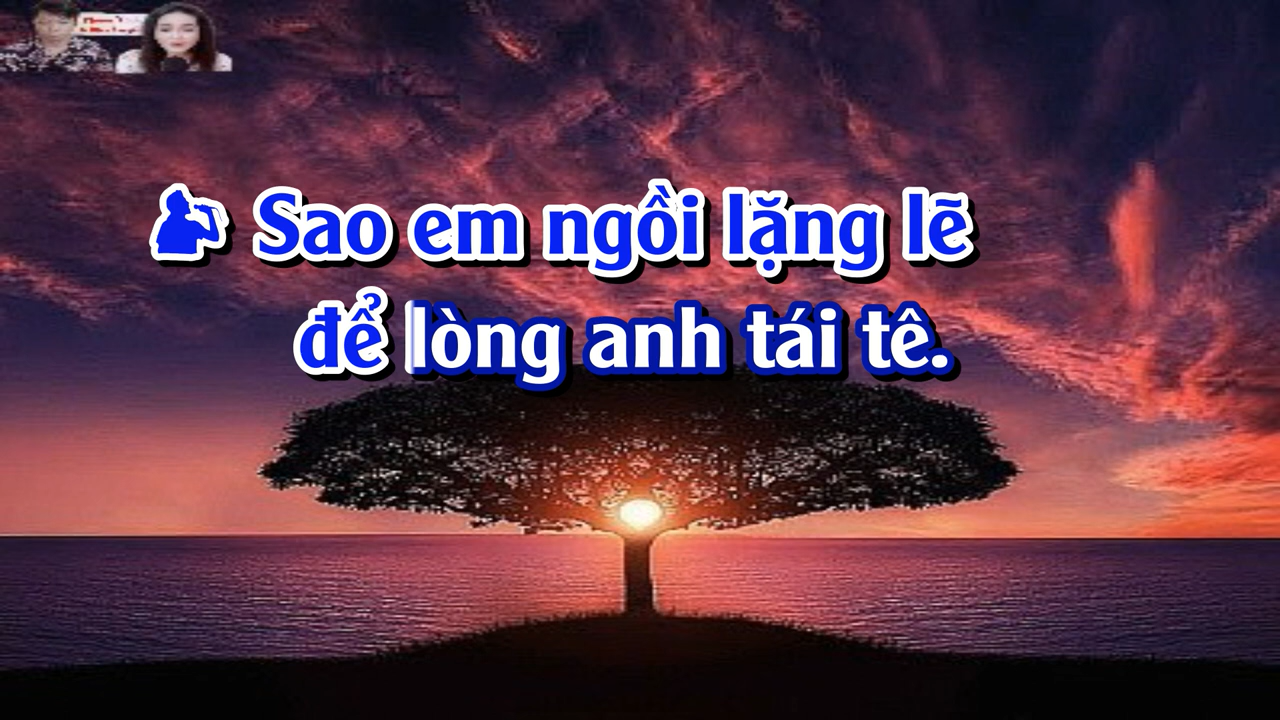 Sao em ngồi lặng lẽ
để lòng anh tái tê.